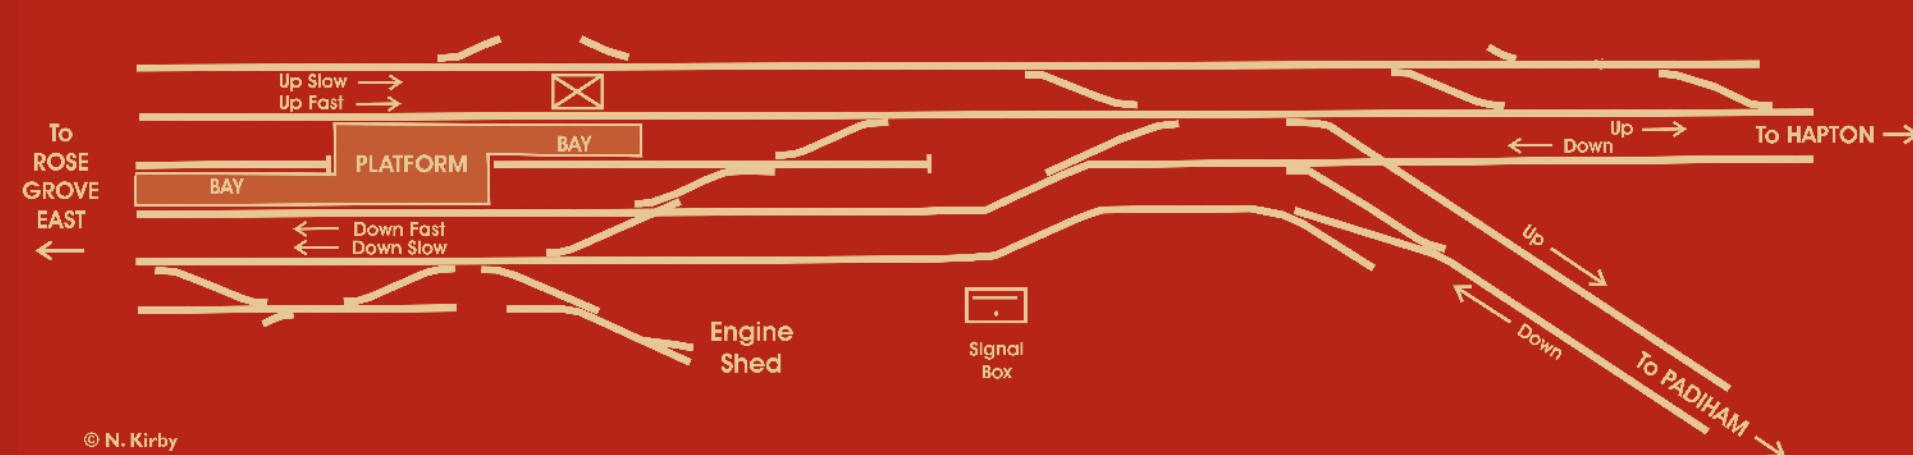 Up Slow
Up Fast
To
ROSE
GROVE
EAST
PLATFORM
BAY
BAY
Down Fast
Down Slow
Up
Down
To HAPTON
Up
Down
To PADIHAM
Engine
Shed
Signal
Box
© N. Kirby